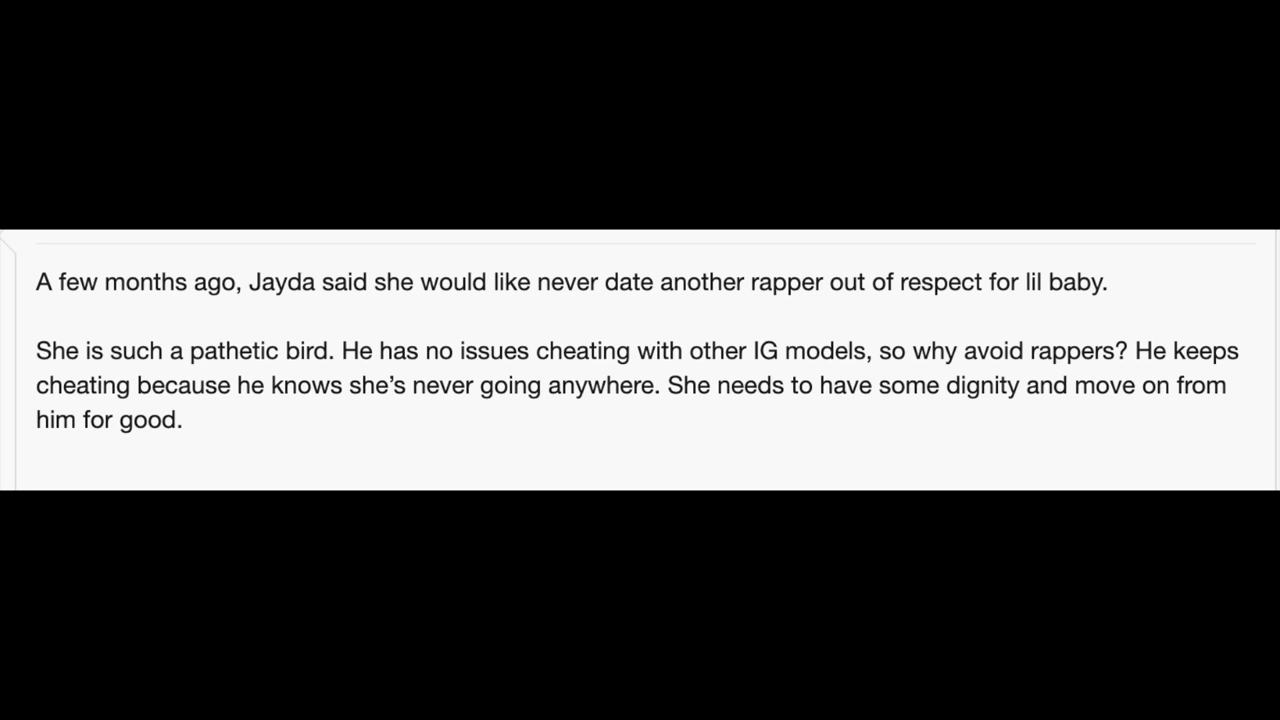 A few months ago, Jayda said she would like never date another rapper out of respect for lil baby.
She is such a pathetic bird. He has no issues cheating with other IG models, so why avoid rappers? He keeps
cheating because he knows she’s never going anywhere. She needs to have some dignity and move on from
him for good.